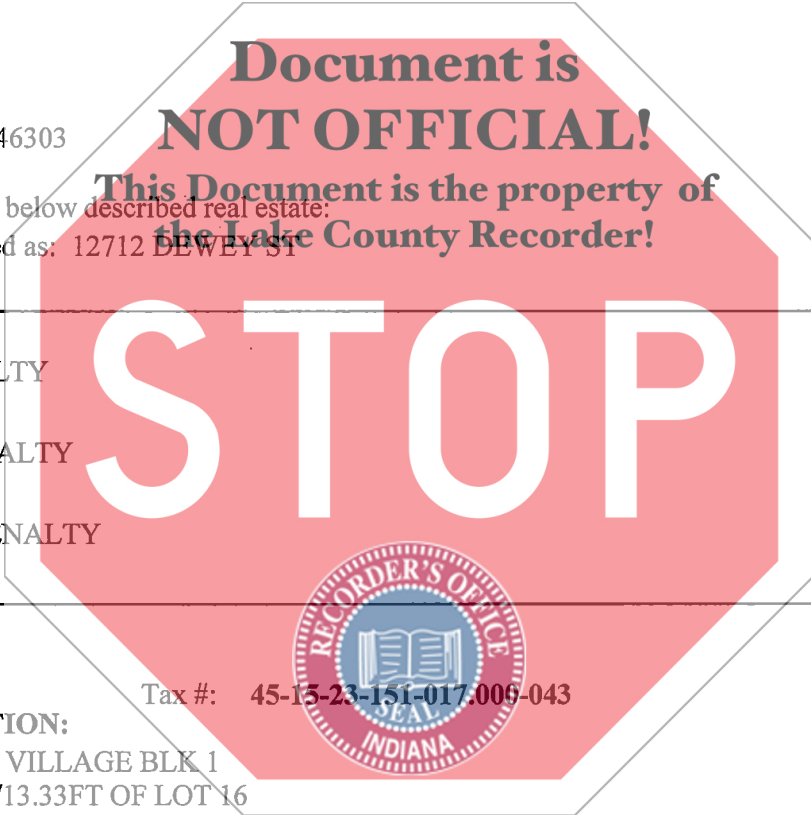 Document is
NOT OFFICIAL!
46303
This Document is the property of
below described real estate:
the Lake County Recorder!
d as: 12712 DEWEY ST
STOP
LTY
ALTY
NALTY
RECORDER'S OFFICE
SEAL
INDIANA
Tax #: 45-15-23-151-017.000-043
TION:
VILLAGE BLK 1
13.33FT OF LOT 16